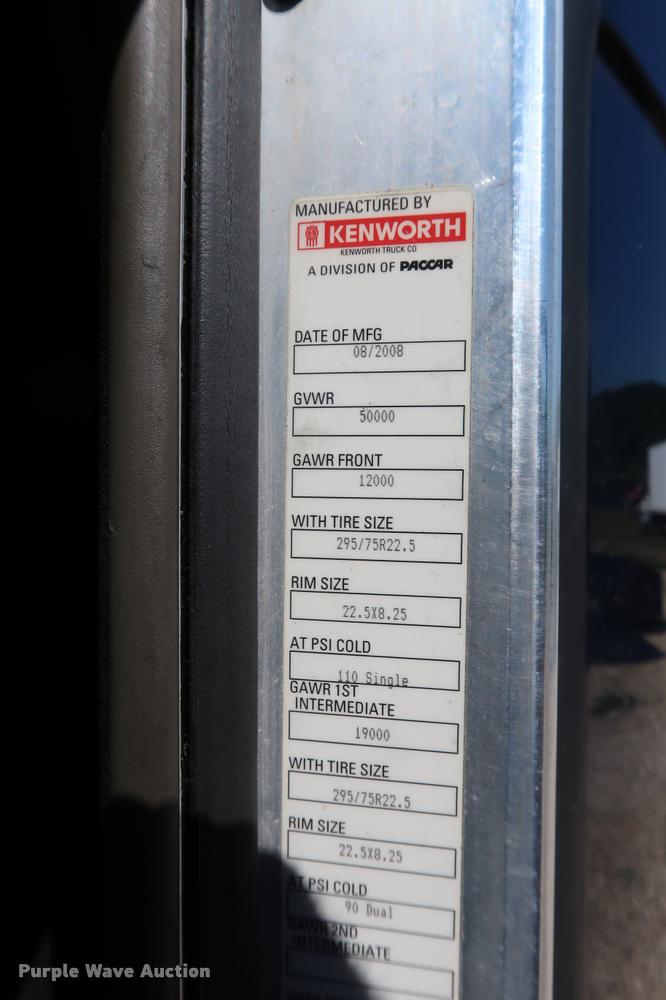 MANUFACTURED BY
KENWORTH
KENWORTH TRUCK CO
A DIVISION OF PACCAR
DATE OF MFG
08/2008
GVWR
50000
GAWR FRONT
12000
WITH TIRE SIZE
295/75R22.5
RIM SIZE
22.5X8.25
AT PSI COLD
110 Single
GAWR 1ST
INTERMEDIATE
19000
WITH TIRE SIZE
295/75R22.5
RIM SIZE
22.5X8.25
AT PSI COLD
90 Dual
GAWR 2ND
INTERMEDIATE
Purple Wave Auction